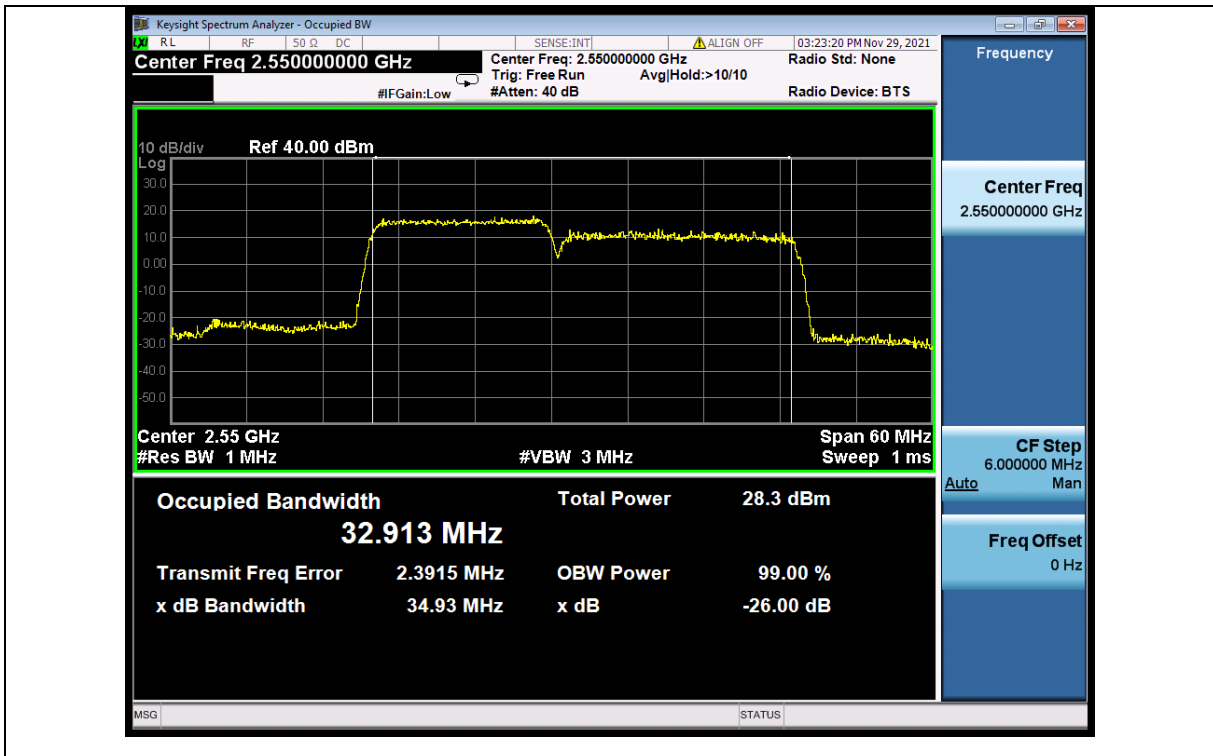 Keysight Spectrum Analyzer - Occupied BW
LXI RL RF 50 Ω DC SENSE:INT ALIGN OFF 03:23:20 PM Nov 29, 2021
Center Freq 2.550000000 GHz
Center Freq: 2.550000000 GHz
Radio Std: None
Trig: Free Run Avg|Hold:>10/10
#IFGain:Low
#Atten: 40 dB
Radio Device: BTS
10 dB/div Ref 40.00 dBm
Log
30.0
20.0
10.0
0.00
-10.0
-20.0
-30.0
-40.0
-50.0
Center 2.55 GHz Span 60 MHz
#Res BW 1 MHz #VBW 3 MHz Sweep 1 ms
Occupied Bandwidth Total Power 28.3 dBm
32.913 MHz
Transmit Freq Error 2.3915 MHz OBW Power 99.00 %
x dB Bandwidth 34.93 MHz x dB -26.00 dB
Frequency
Center Freq
2.550000000 GHz
CF Step
6.000000 MHz
Auto Man
Freq Offset
0 Hz
MSG STATUS